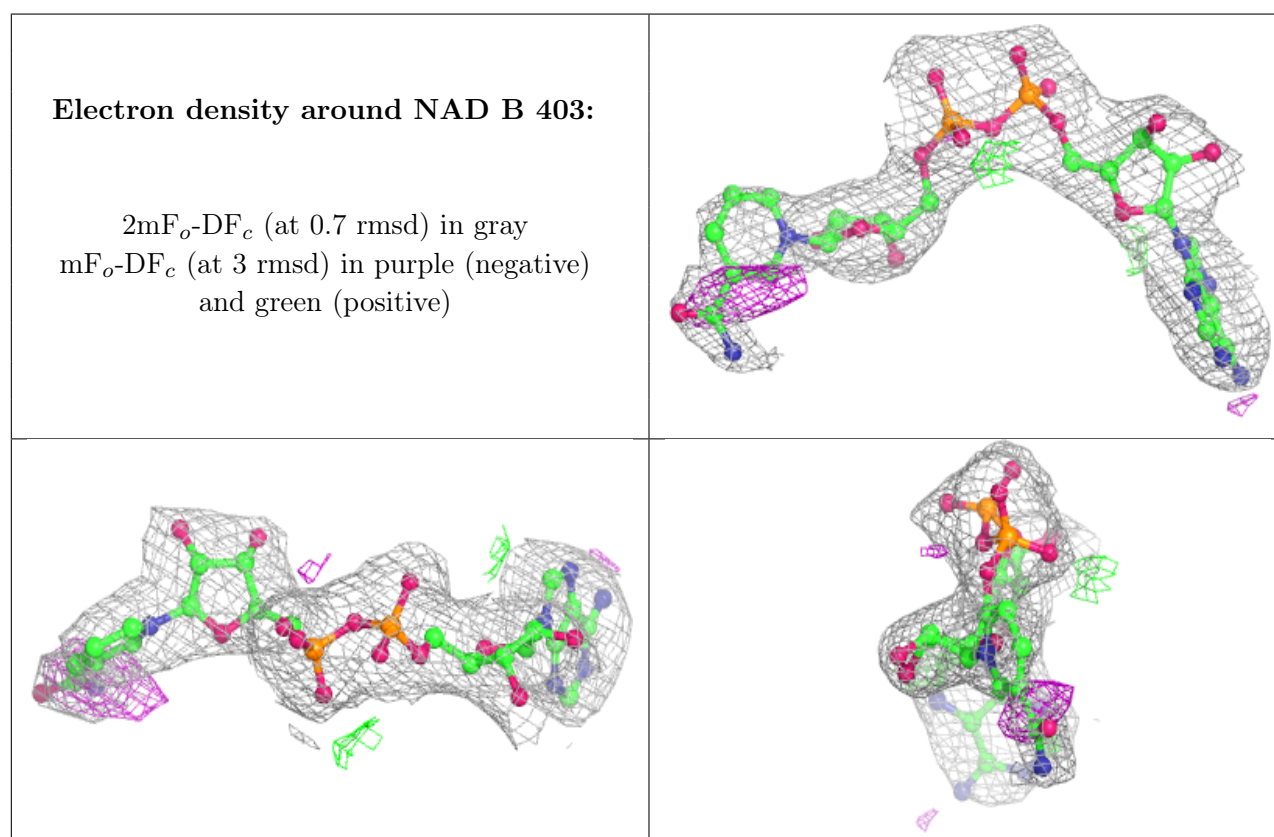 Electron density around NAD B 403:
2mFₒ-DF𝒸 (at 0.7 rmsd) in gray
mFₒ-DF𝒸 (at 3 rmsd) in purple (negative)
and green (positive)